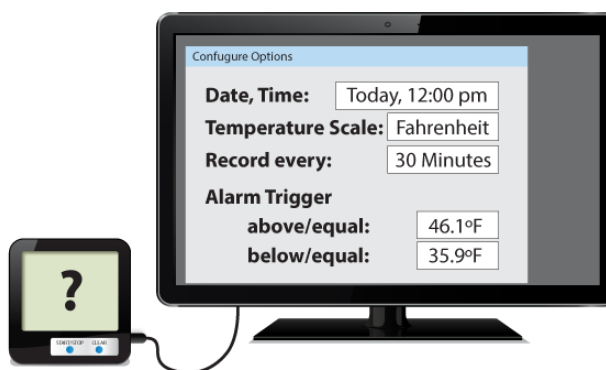 Confugure Options
Date, Time: Today, 12:00 pm
Temperature Scale: Fahrenheit
Record every: 30 Minutes
Alarm Trigger
above/equal: 46.1ºF
below/equal: 35.9ºF
?
START/STOP CLEAR